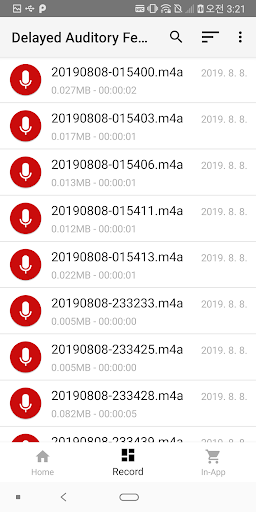 오전 3:21
Delayed Auditory Fe...
20190808-015400.m4a
0.027MB - 00:00:02
2019. 8. 8.
20190808-015403.m4a
0.017MB - 00:00:01
2019. 8. 8.
20190808-015406.m4a
0.013MB - 00:00:01
2019. 8. 8.
20190808-015411.m4a
0.012MB - 00:00:01
2019. 8. 8.
20190808-015413.m4a
0.022MB - 00:00:01
2019. 8. 8.
20190808-233233.m4a
0.005MB - 00:00:00
2019. 8. 8.
20190808-233425.m4a
0.005MB - 00:00:00
2019. 8. 8.
20190808-233428.m4a
0.082MB - 00:00:05
2019. 8. 8.
20190808-233439.m4a
2019. 8. 8.
Home
Record
In-App